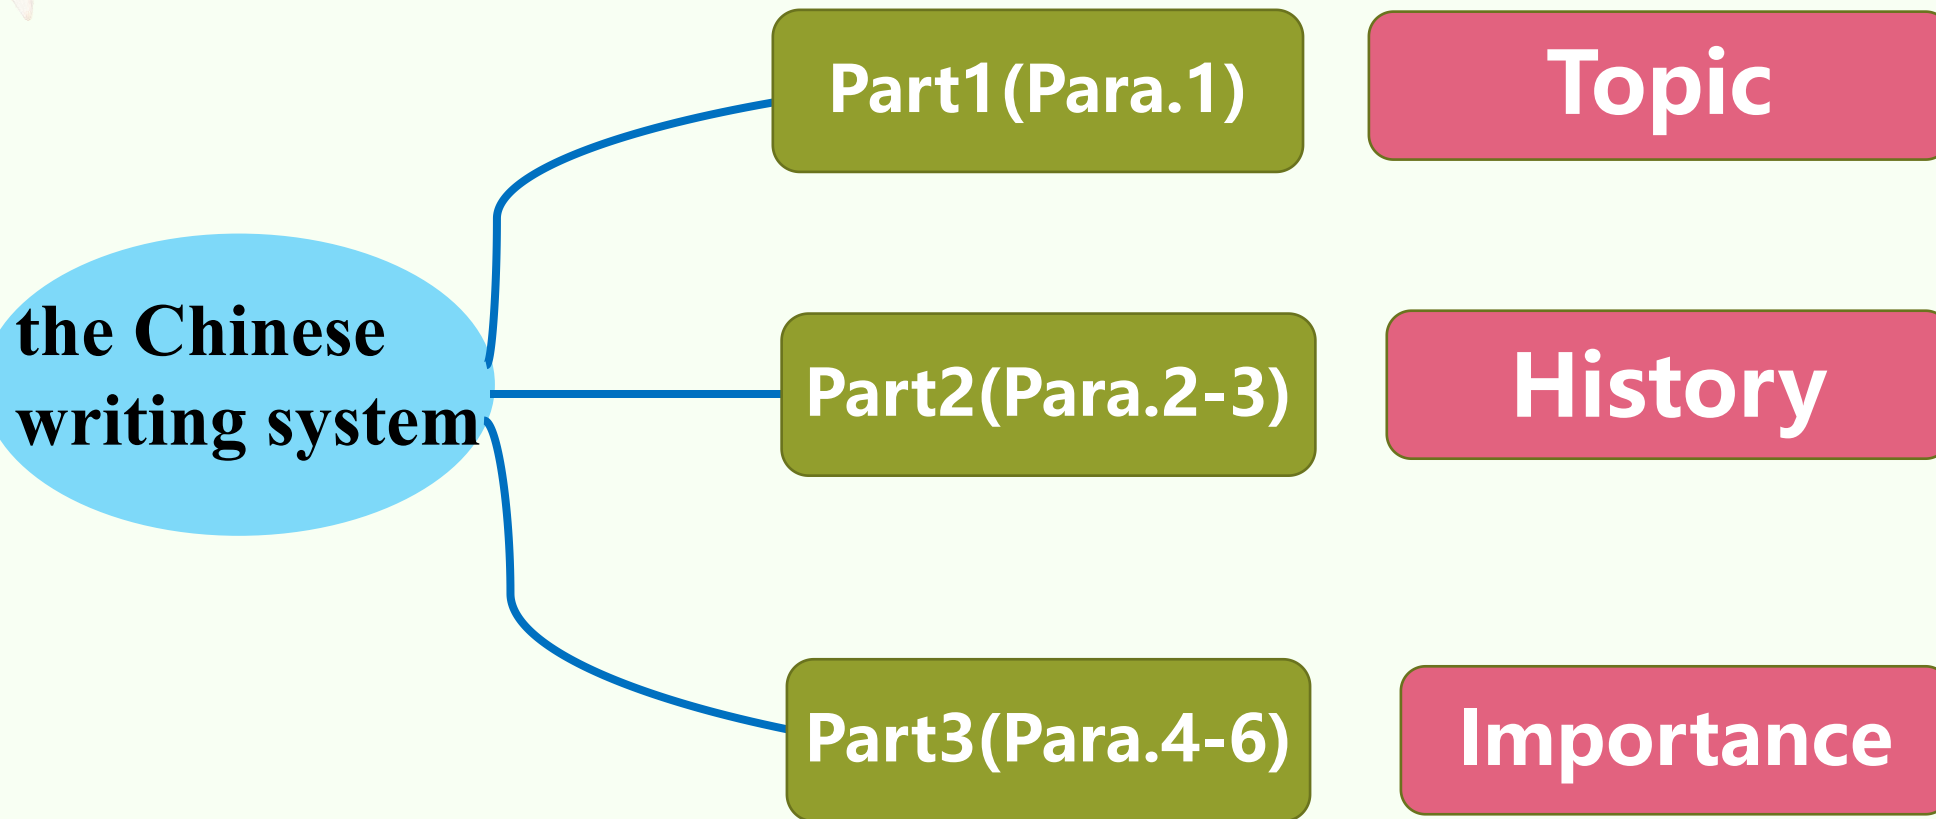 Part1(Para.1)
Topic
the Chinese
writing system
Part2(Para.2-3)
History
Part3(Para.4-6)
Importance